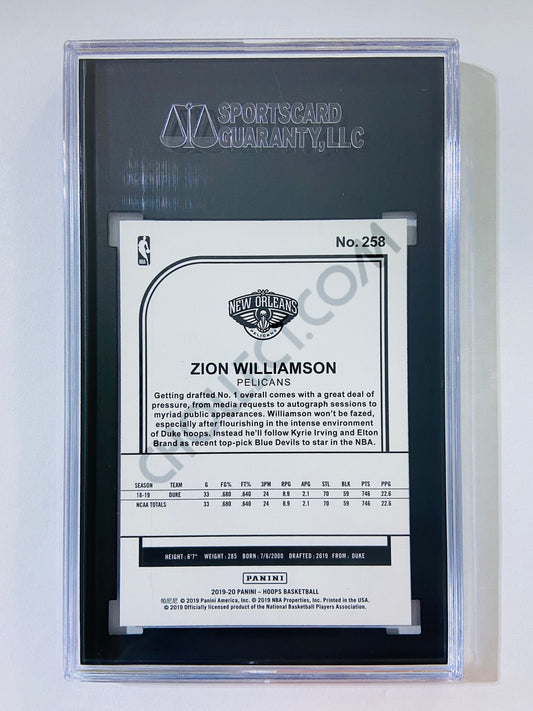 SPORTSCARD
GUARANTY, LLC
NBA
No. 258
NEW ORLEANS
PELICANS
ZION WILLIAMSON
PELICANS
Getting drafted No. 1 overall comes with a great deal of
pressure, from media requests to autograph sessions to
myriad public appearances. Williamson won't be fazed,
especially after flourishing in the intense environment
of Duke hoops. Instead he'll follow Kyrie Irving and Elton
Brand as recent top-pick Blue Devils to star in the NBA.
SEASON TEAM G FG% FT% 3PM RPG APG STL BLK PTS PPG
18-19 DUKE 33 .680 .640 24 8.9 2.1 70 59 746 22.6
NCAA TOTALS 33 .680 .640 24 8.9 2.1 70 59 746 22.6
HEIGHT: 6'7" WEIGHT: 285 BORN: 7/6/2000 DRAFTED: 2019 FROM: DUKE
PANINI
2019-20 PANINI – HOOPS BASKETBALL
帕尼尼 © 2019 Panini America, Inc. © 2019 NBA Properties, Inc. Printed in the USA.
© 2019 Officially licensed product of the National Basketball Players Association.